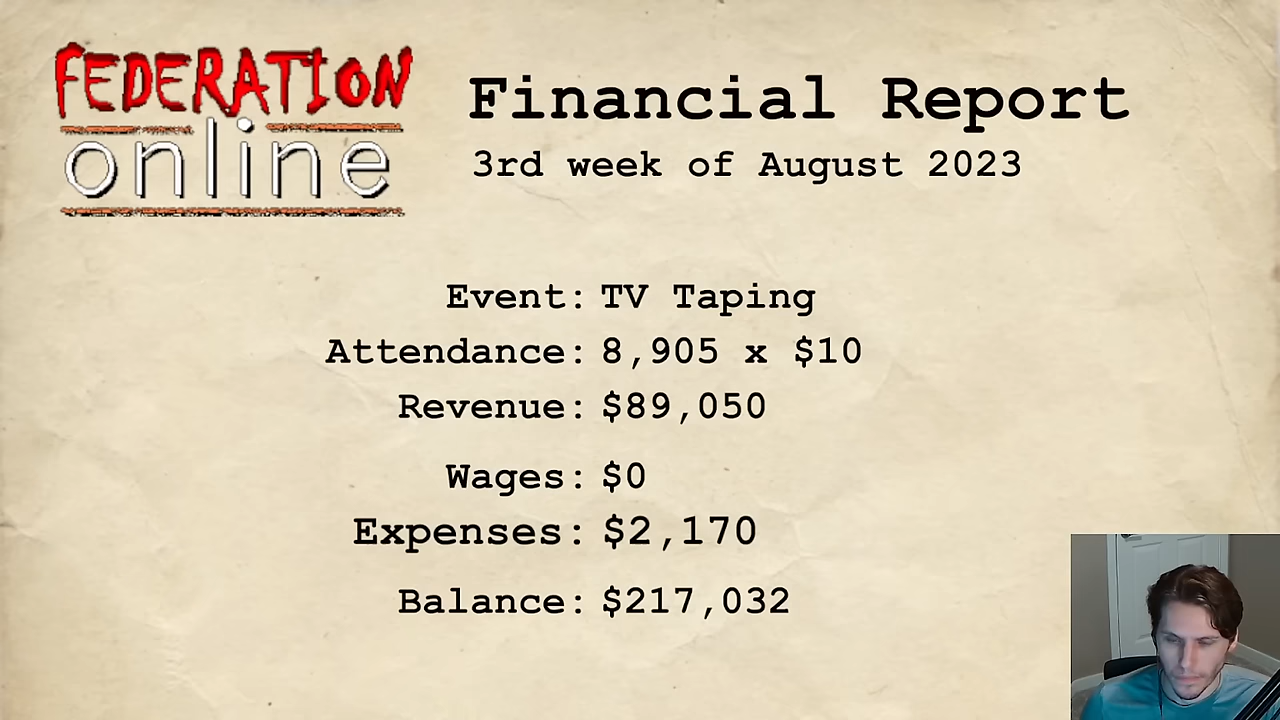 FEDERATION
online
Financial Report
3rd week of August 2023
Event: TV Taping
Attendance: 8,905 x $10
Revenue: $89,050
Wages: $0
Expenses: $2,170
Balance: $217,032